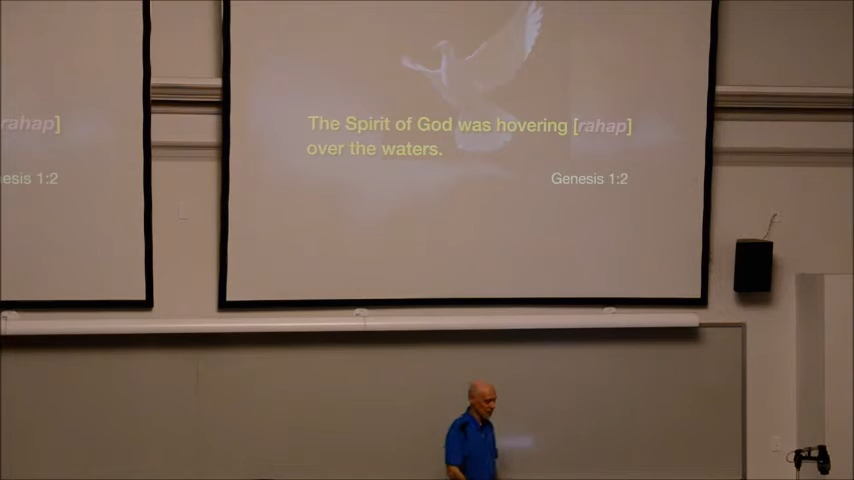 rahap]
esis 1:2
The Spirit of God was hovering [rahap]
over the waters.
Genesis 1:2